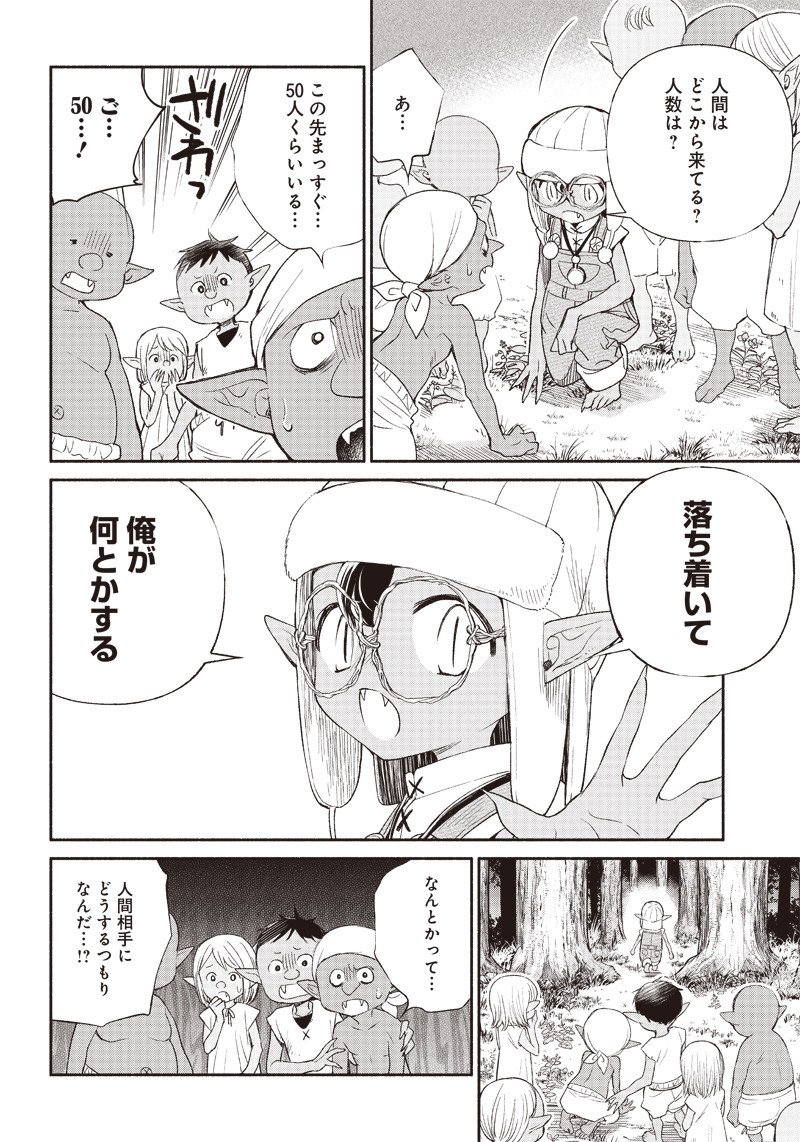 人間は
どこから来てる?
人数は?
あ…
この先まっすぐ…
50人くらいいる…
ざわっ
ご…
50…!
落ち着いて
俺が
何とかする
なんとかって…
人間相手に
どうするつもり
なんだ…!?